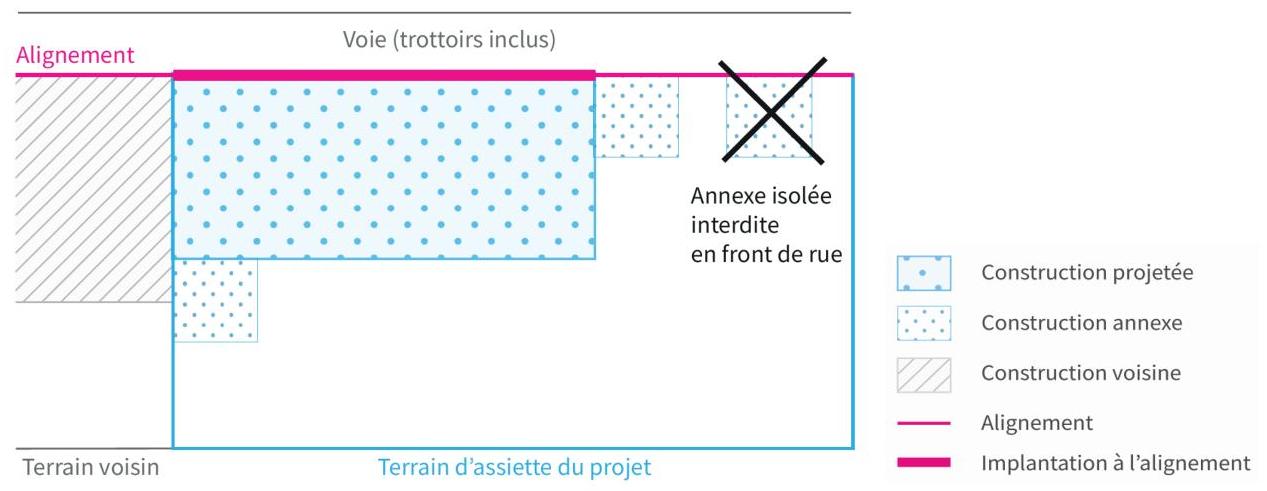 Voie (trottoirs inclus)
Alignement
Annexe isolée
interdite
en front de rue
Construction projetée
Construction annexe
Construction voisine
Alignement
Implantation à l’alignement
Terrain voisin
Terrain d’assiette du projet